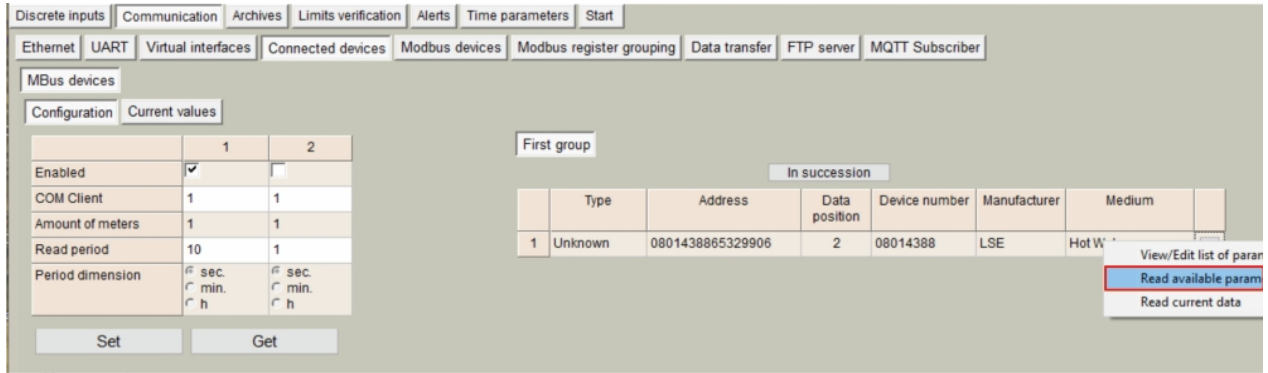 Discrete inputs Communication Archives Limits verification Alerts Time parameters Start
Ethernet UART Virtual interfaces Connected devices Modbus devices Modbus register grouping Data transfer FTP server MQTT Subscriber
MBus devices
Configuration Current values
1 2
Enabled
COM Client 1 1
Amount of meters 1 1
Read period 10 1
Period dimension sec. sec.
min. min.
h h
Set Get
First group
In succession
Type Address Data position Device number Manufacturer Medium
1 Unknown 0801438865329906 2 08014388 LSE Hot
View/Edit list of
Read available
Read current data